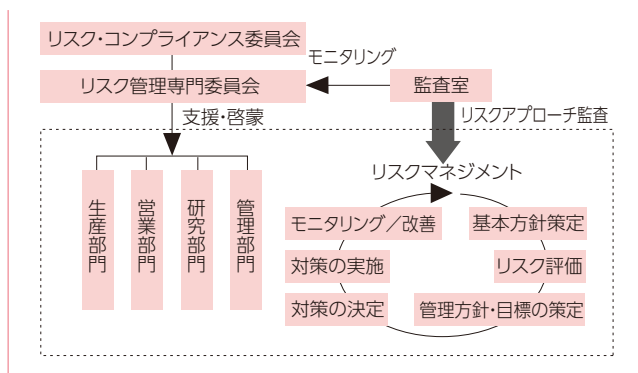 リスク・コンプライアンス委員会
モニタリング
リスク管理専門委員会
監査室
支援・啓蒙
リスクアプローチ監査
リスクマネジメント
生産部門
営業部門
研究部門
管理部門
モニタリング／改善
基本方針策定
対策の実施
リスク評価
対策の決定
管理方針・目標の策定